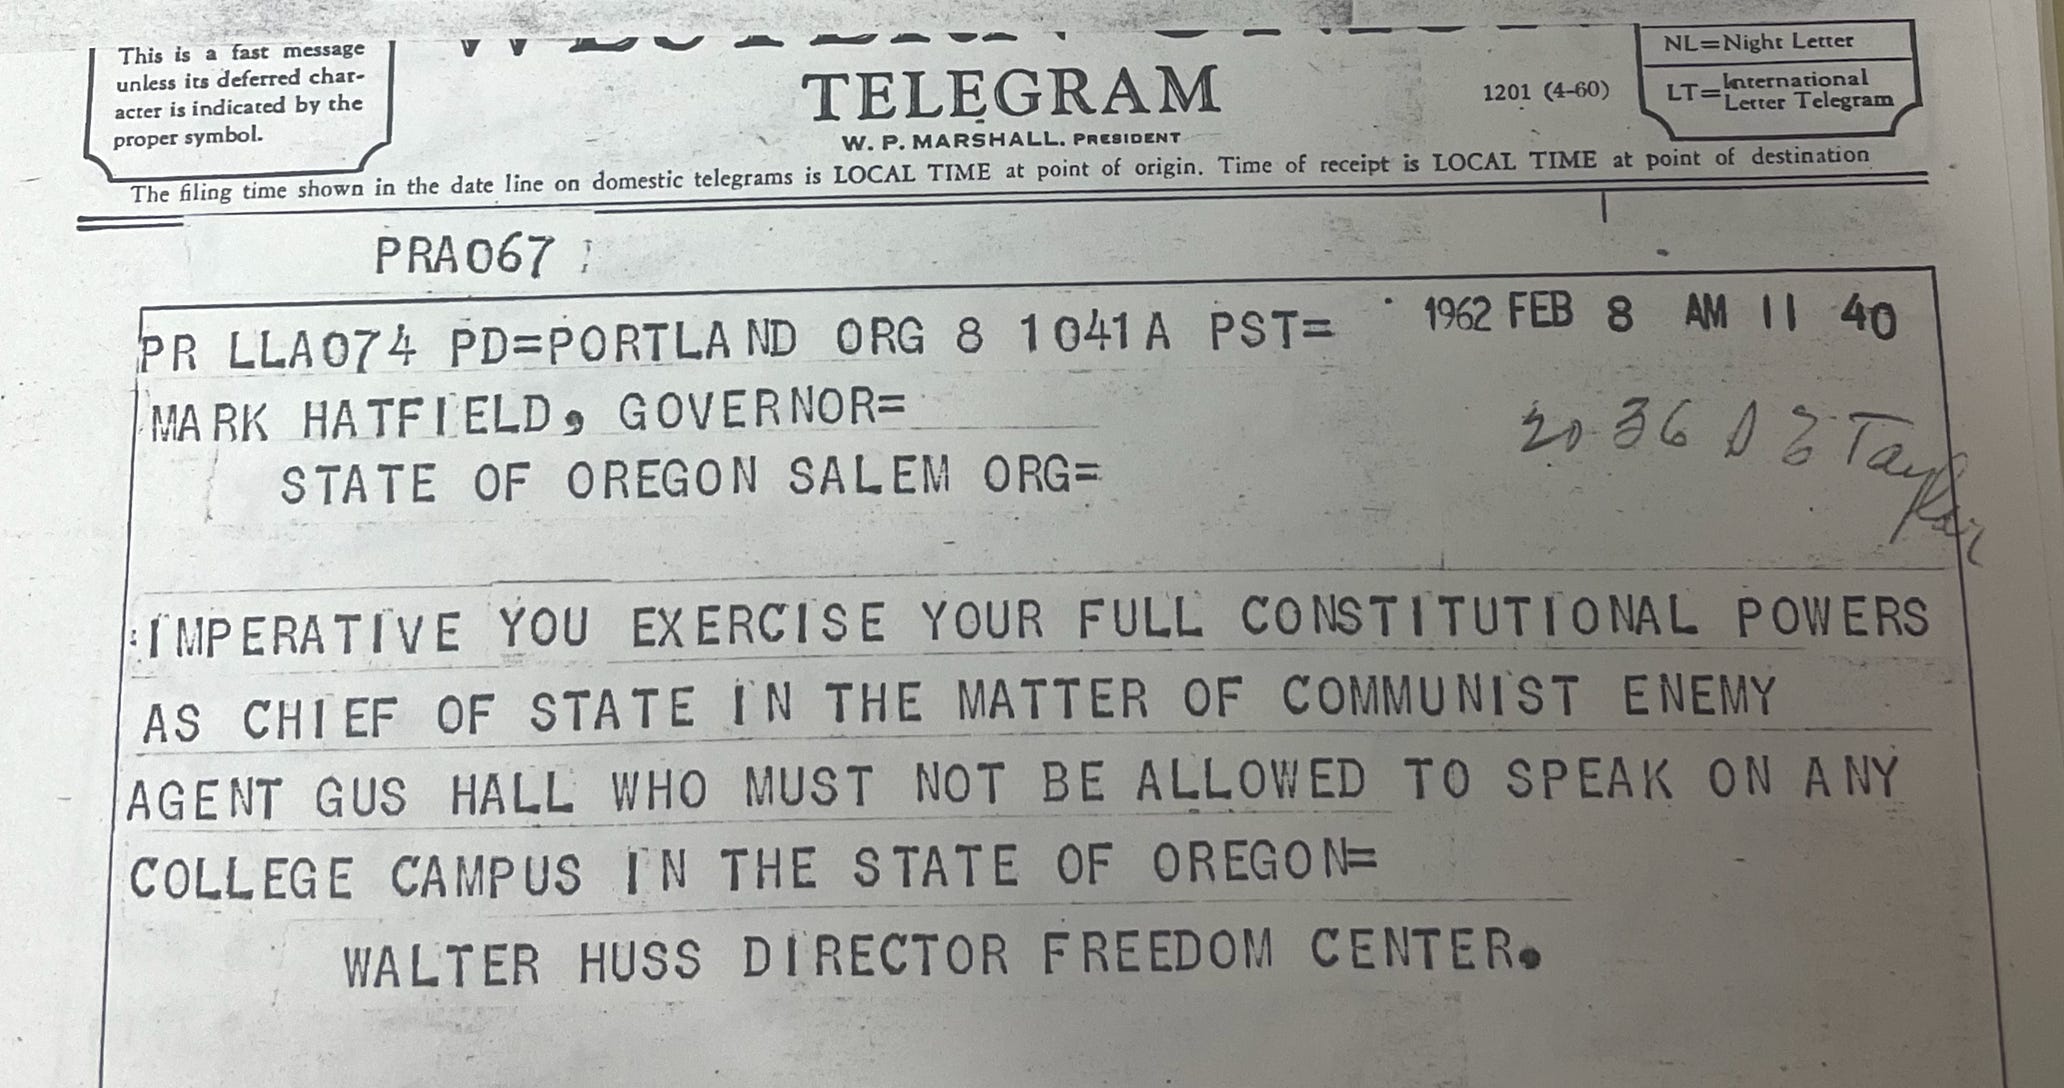 This is a fast message
unless its deferred char-
acter is indicated by the
proper symbol.
TELEGRAM
W. P. MARSHALL, PRESIDENT
1201 (4-60)
NL=Night Letter
LT=International
Letter Telegram
The filing time shown in the date line on domestic telegrams is LOCAL TIME at point of origin. Time of receipt is LOCAL TIME at point of destination
PRA067
PR LLA074 PD=PORTLAND ORG 8 1041A PST=
1962 FEB 8 AM 11 40
MARK HATFIELD, GOVERNOR=
20 36 Taylor
STATE OF OREGON SALEM ORG=
IMPERATIVE YOU EXERCISE YOUR FULL CONSTITUTIONAL POWERS
AS CHIEF OF STATE IN THE MATTER OF COMMUNIST ENEMY
AGENT GUS HALL WHO MUST NOT BE ALLOWED TO SPEAK ON ANY
COLLEGE CAMPUS IN THE STATE OF OREGON=
WALTER HUSS DIRECTOR FREEDOM CENTER.